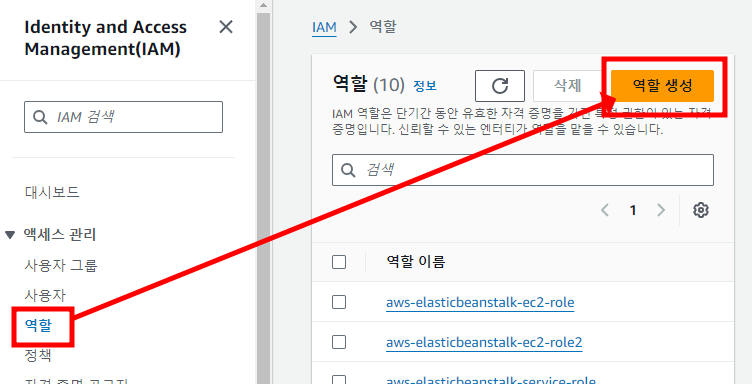 Identity and Access
Management(IAM)
IAM 검색
대시보드
액세스 관리
사용자 그룹
사용자
역할
정책
IAM > 역할
역할 (10) 정보
삭제
역할 생성
IAM 역할은 단기간 동안 유효한 자격 증명을 가진 특정 권한이 있는 자격
증명입니다. 신뢰할 수 있는 엔터티가 역할을 맡을 수 있습니다.
검색
1
역할 이름
aws-elasticbeanstalk-ec2-role
aws-elasticbeanstalk-ec2-role2
aws-elasticbeanstalk-service-role